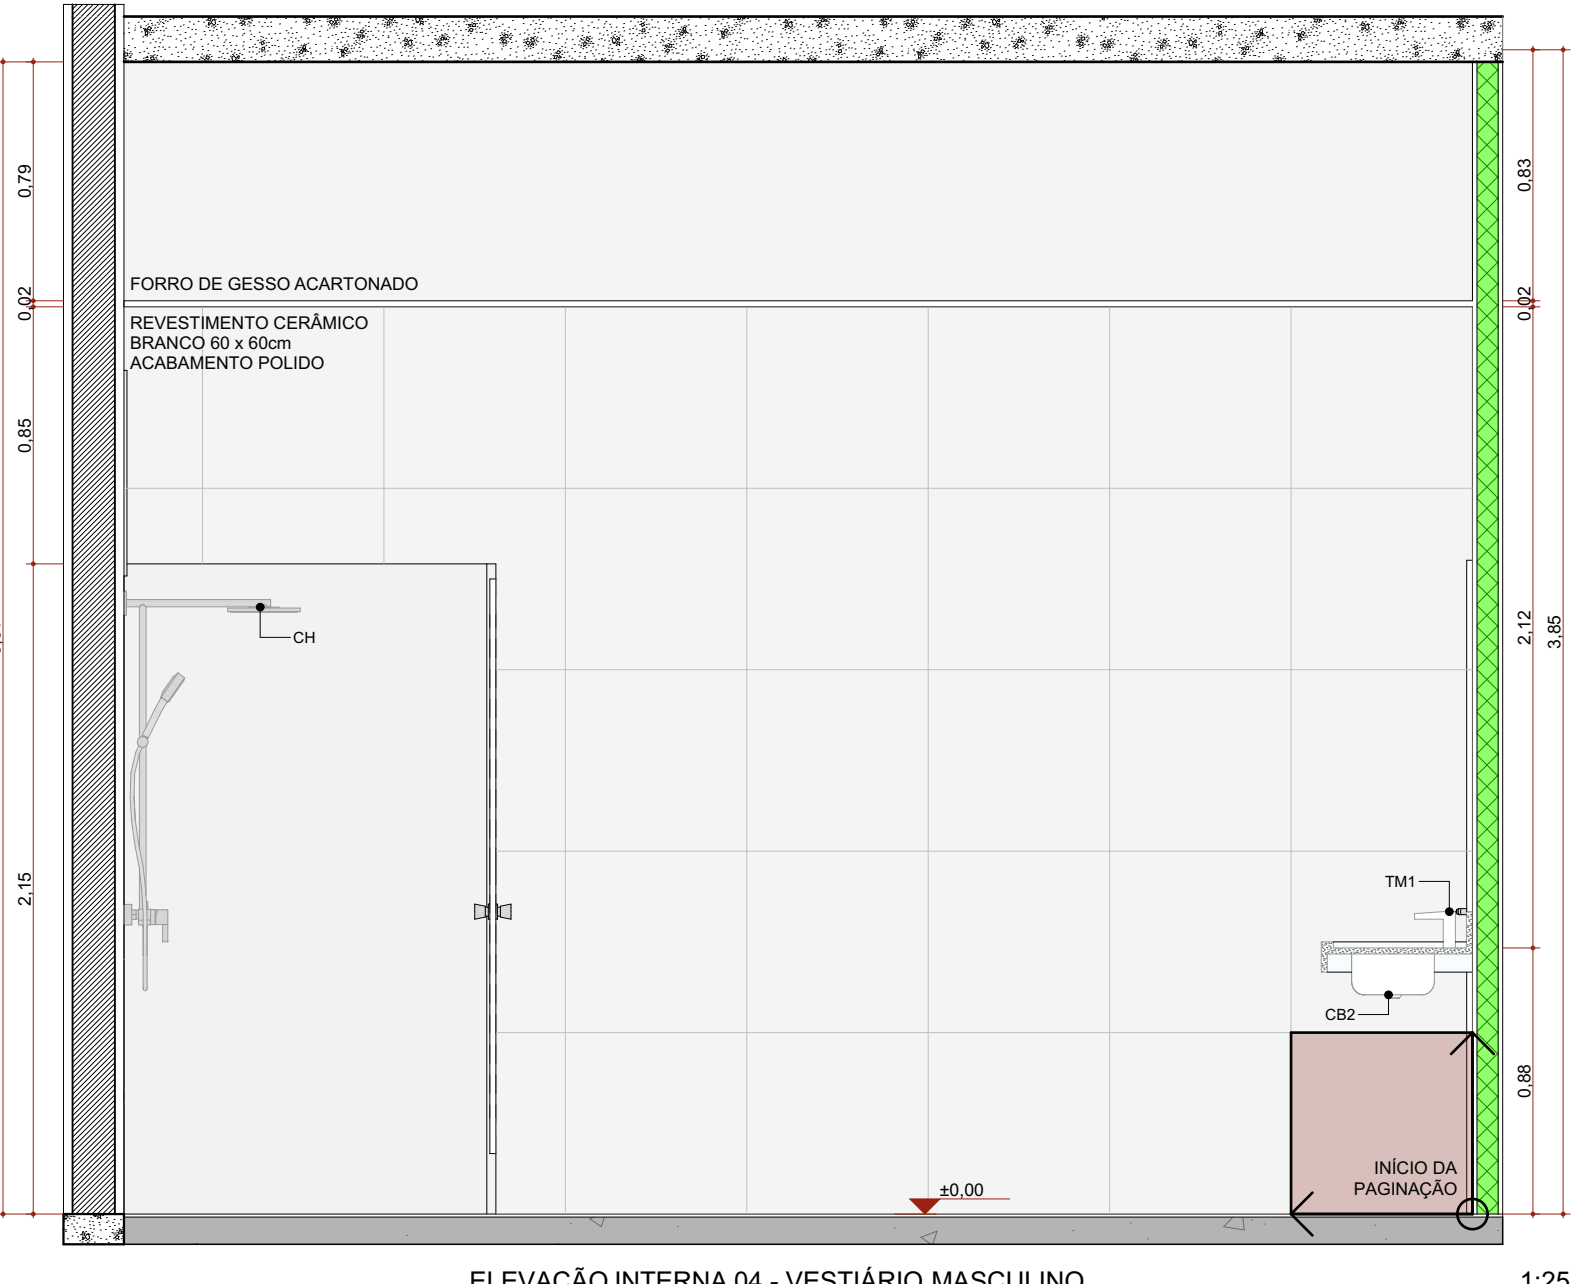 0,79
0,83
FORRO DE GESSO ACARTONADO
0,02
0,02
REVESTIMENTO CERÂMICO
BRANCO 60 x 60cm
ACABAMENTO POLIDO
0,85
CH
2,12
3,85
2,15
TM1
CB2
0,88
INÍCIO DA
PAGINAÇÃO
±0,00
ELEVAÇÃO INTERNA 04 - VESTIÁRIO MASCULINO
1:25